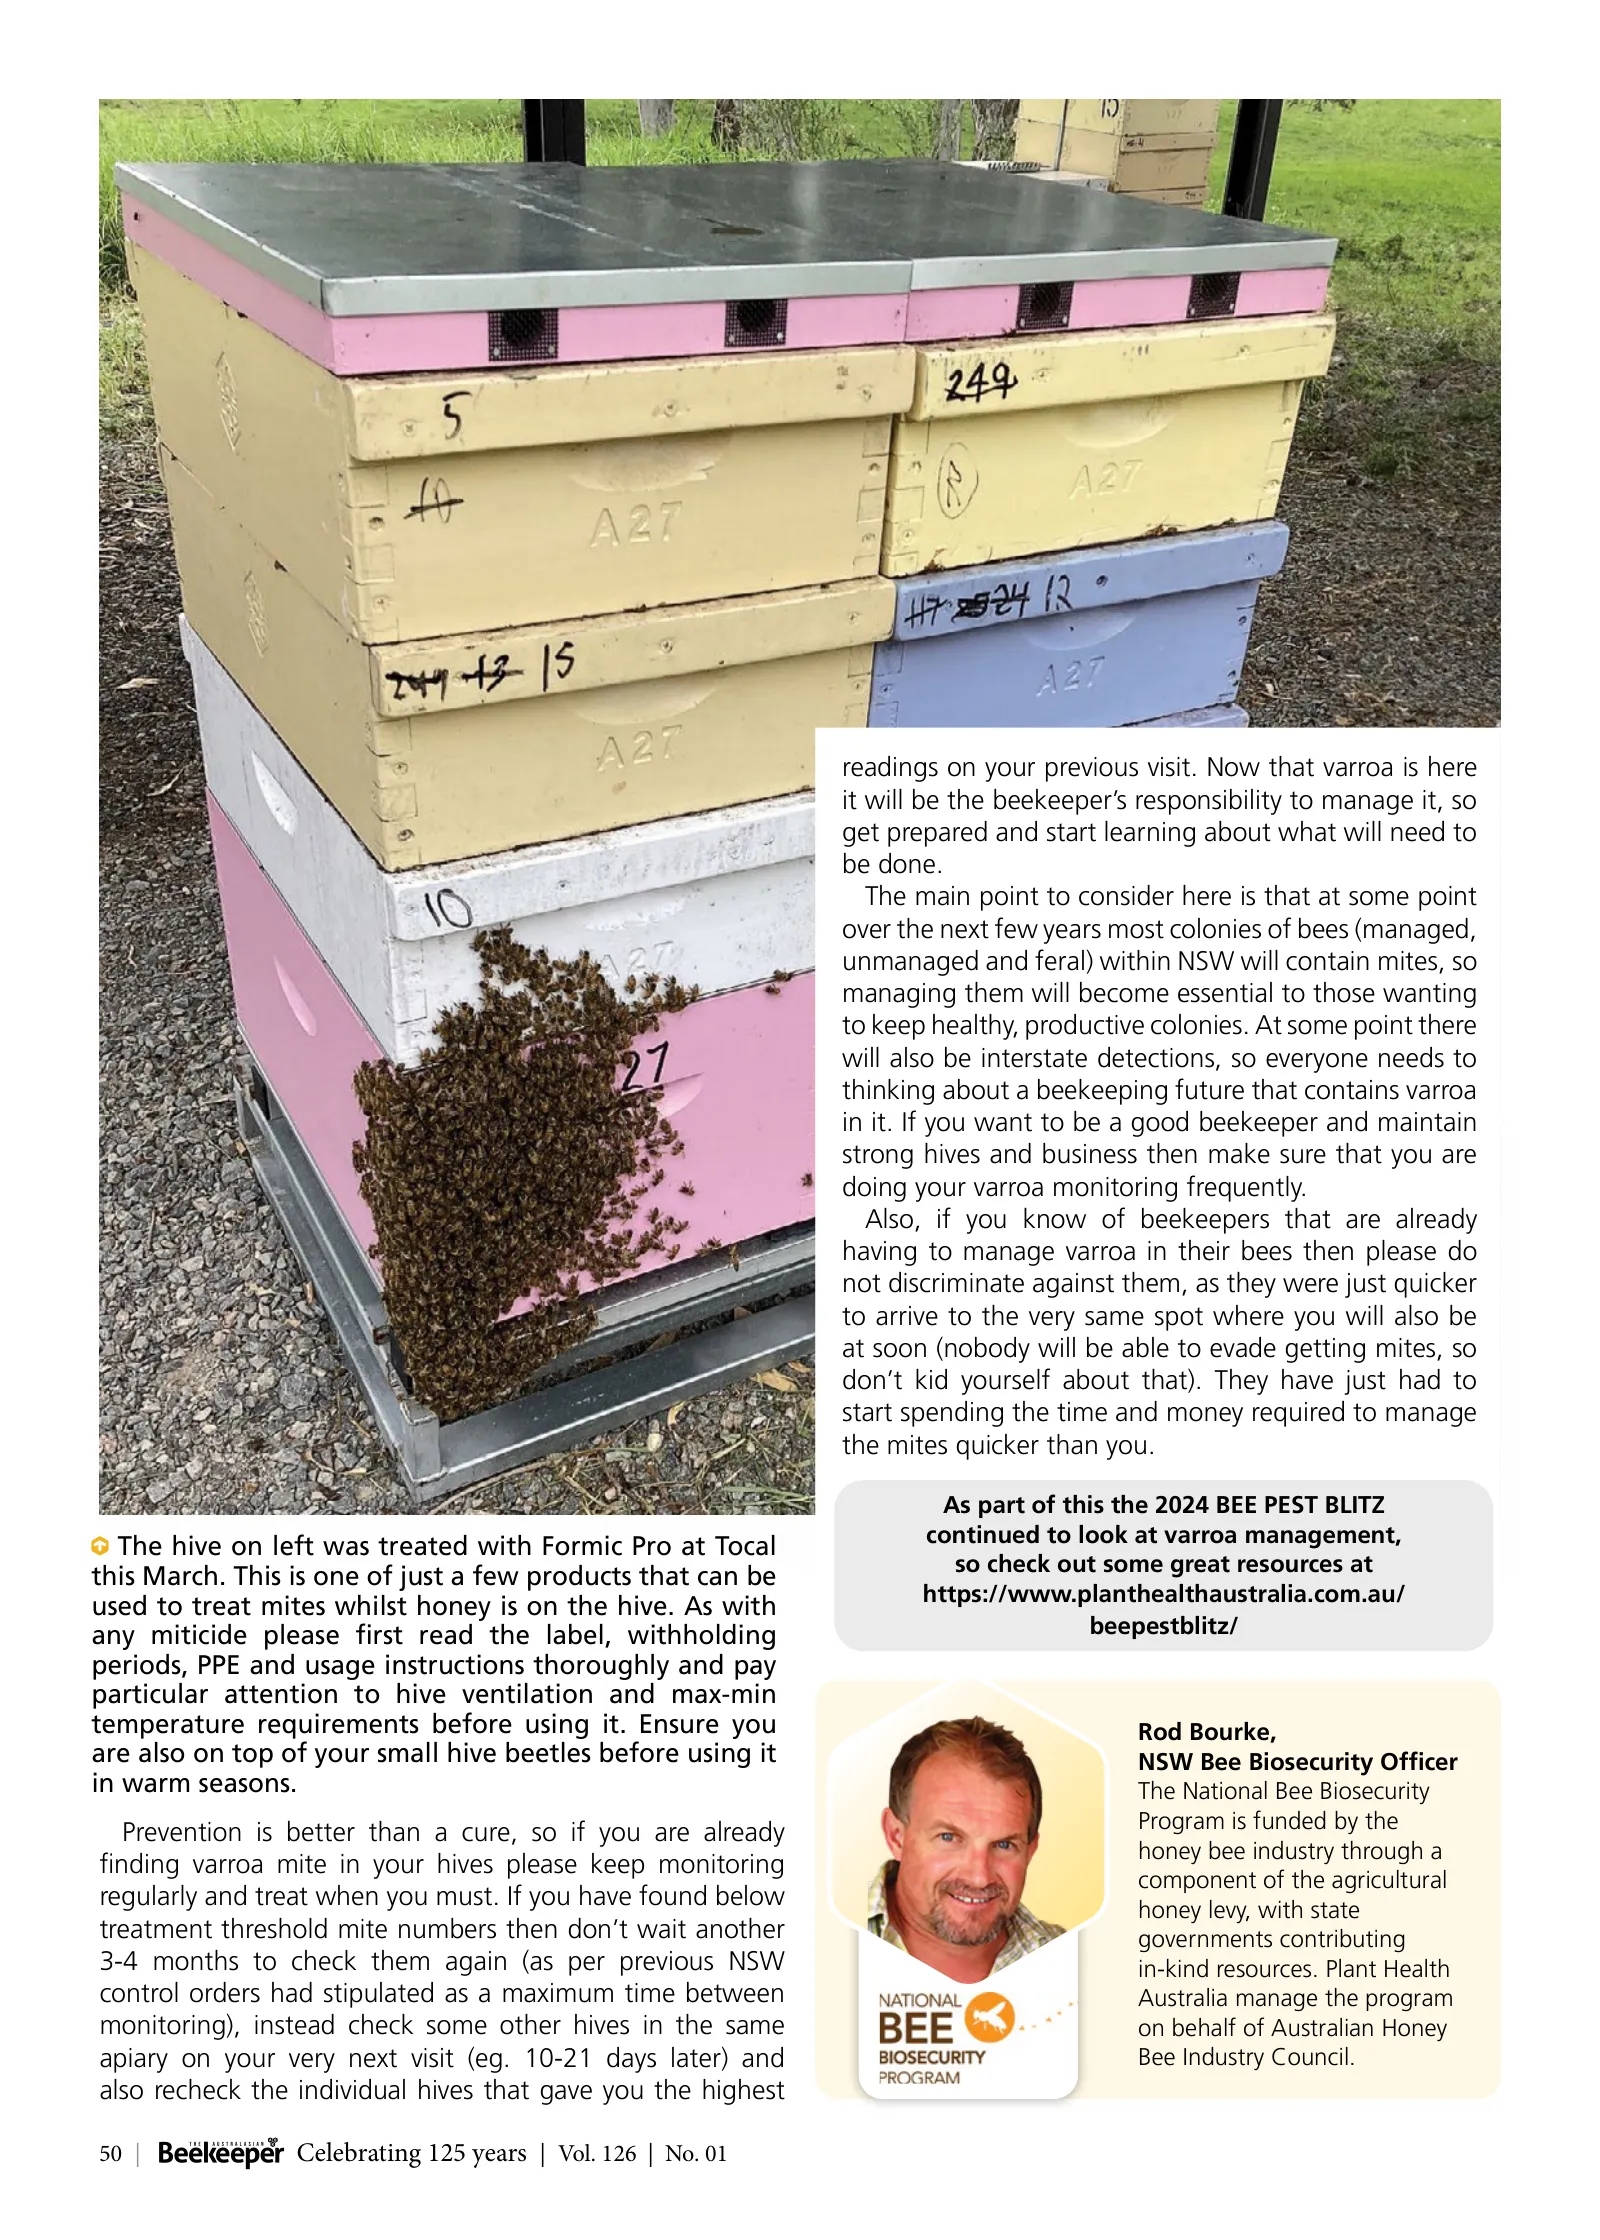 15
5
249
10
A27
A27
117 24 12
249 13 15
A27
A27
10
A27
27
The hive on left was treated with Formic Pro at Tocal
this March. This is one of just a few products that can be
used to treat mites whilst honey is on the hive. As with
any miticide please first read the label, withholding
periods, PPE and usage instructions thoroughly and pay
particular attention to hive ventilation and max-min
temperature requirements before using it. Ensure you
are also on top of your small hive beetles before using it
in warm seasons.
Prevention is better than a cure, so if you are already
finding varroa mite in your hives please keep monitoring
regularly and treat when you must. If you have found below
treatment threshold mite numbers then don’t wait another
3-4 months to check them again (as per previous NSW
control orders had stipulated as a maximum time between
monitoring), instead check some other hives in the same
apiary on your very next visit (eg. 10-21 days later) and
also recheck the individual hives that gave you the highest
readings on your previous visit. Now that varroa is here
it will be the beekeeper’s responsibility to manage it, so
get prepared and start learning about what will need to
be done.
The main point to consider here is that at some point
over the next few years most colonies of bees (managed,
unmanaged and feral) within NSW will contain mites, so
managing them will become essential to those wanting
to keep healthy, productive colonies. At some point there
will also be interstate detections, so everyone needs to
thinking about a beekeeping future that contains varroa
in it. If you want to be a good beekeeper and maintain
strong hives and business then make sure that you are
doing your varroa monitoring frequently.
Also, if you know of beekeepers that are already
having to manage varroa in their bees then please do
not discriminate against them, as they were just quicker
to arrive to the very same spot where you will also be
at soon (nobody will be able to evade getting mites, so
don’t kid yourself about that). They have just had to
start spending the time and money required to manage
the mites quicker than you.
As part of this the 2024 BEE PEST BLITZ
continued to look at varroa management,
so check out some great resources at
https://www.planthealthaustralia.com.au/
beepestblitz/
Rod Bourke,
NSW Bee Biosecurity Officer
The National Bee Biosecurity
Program is funded by the
honey bee industry through a
component of the agricultural
honey levy, with state
governments contributing
in-kind resources. Plant Health
Australia manage the program
on behalf of Australian Honey
Bee Industry Council.
NATIONAL
BEE
BIOSECURITY
PROGRAM
50 | THE AUSTRALASIAN Beekeeper Celebrating 125 years | Vol. 126 | No. 01